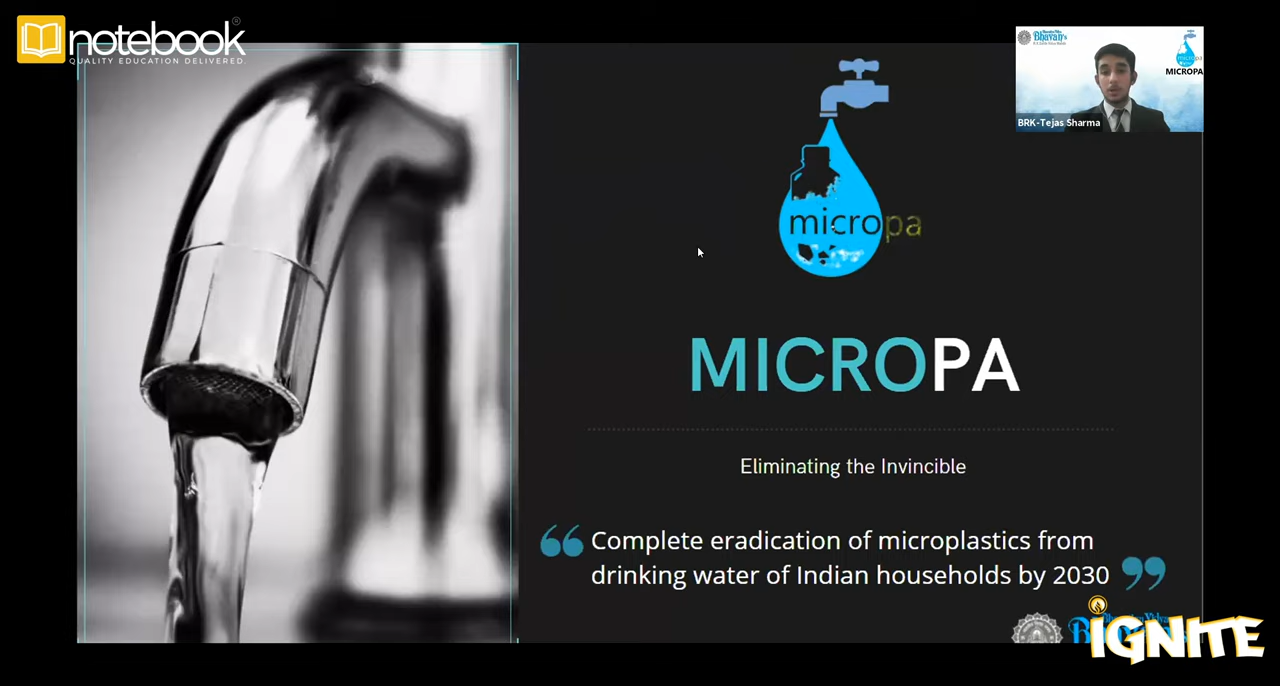 notebook
QUALITY EDUCATION DELIVERED.
Bhavan's
MICROPA
BRK-Tejas Sharma
micropa
MICROPA
Eliminating the Invincible
“ Complete eradication of microplastics from
drinking water of Indian households by 2030 ”
IGNITE